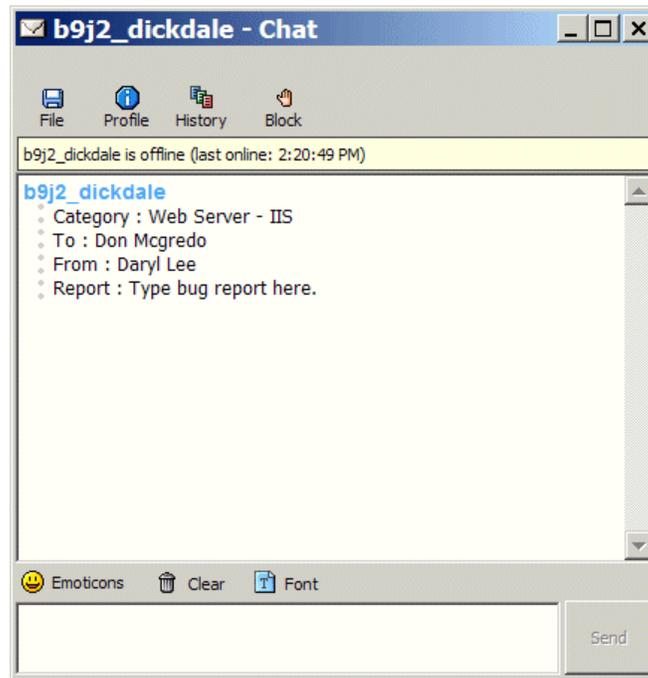 b9j2_dickdale - Chat
File Profile History Block
b9j2_dickdale is offline (last online: 2:20:49 PM)
b9j2_dickdale
Category : Web Server - IIS
To : Don Mcgredo
From : Daryl Lee
Report : Type bug report here.
Emoticons Clear T Font
Send